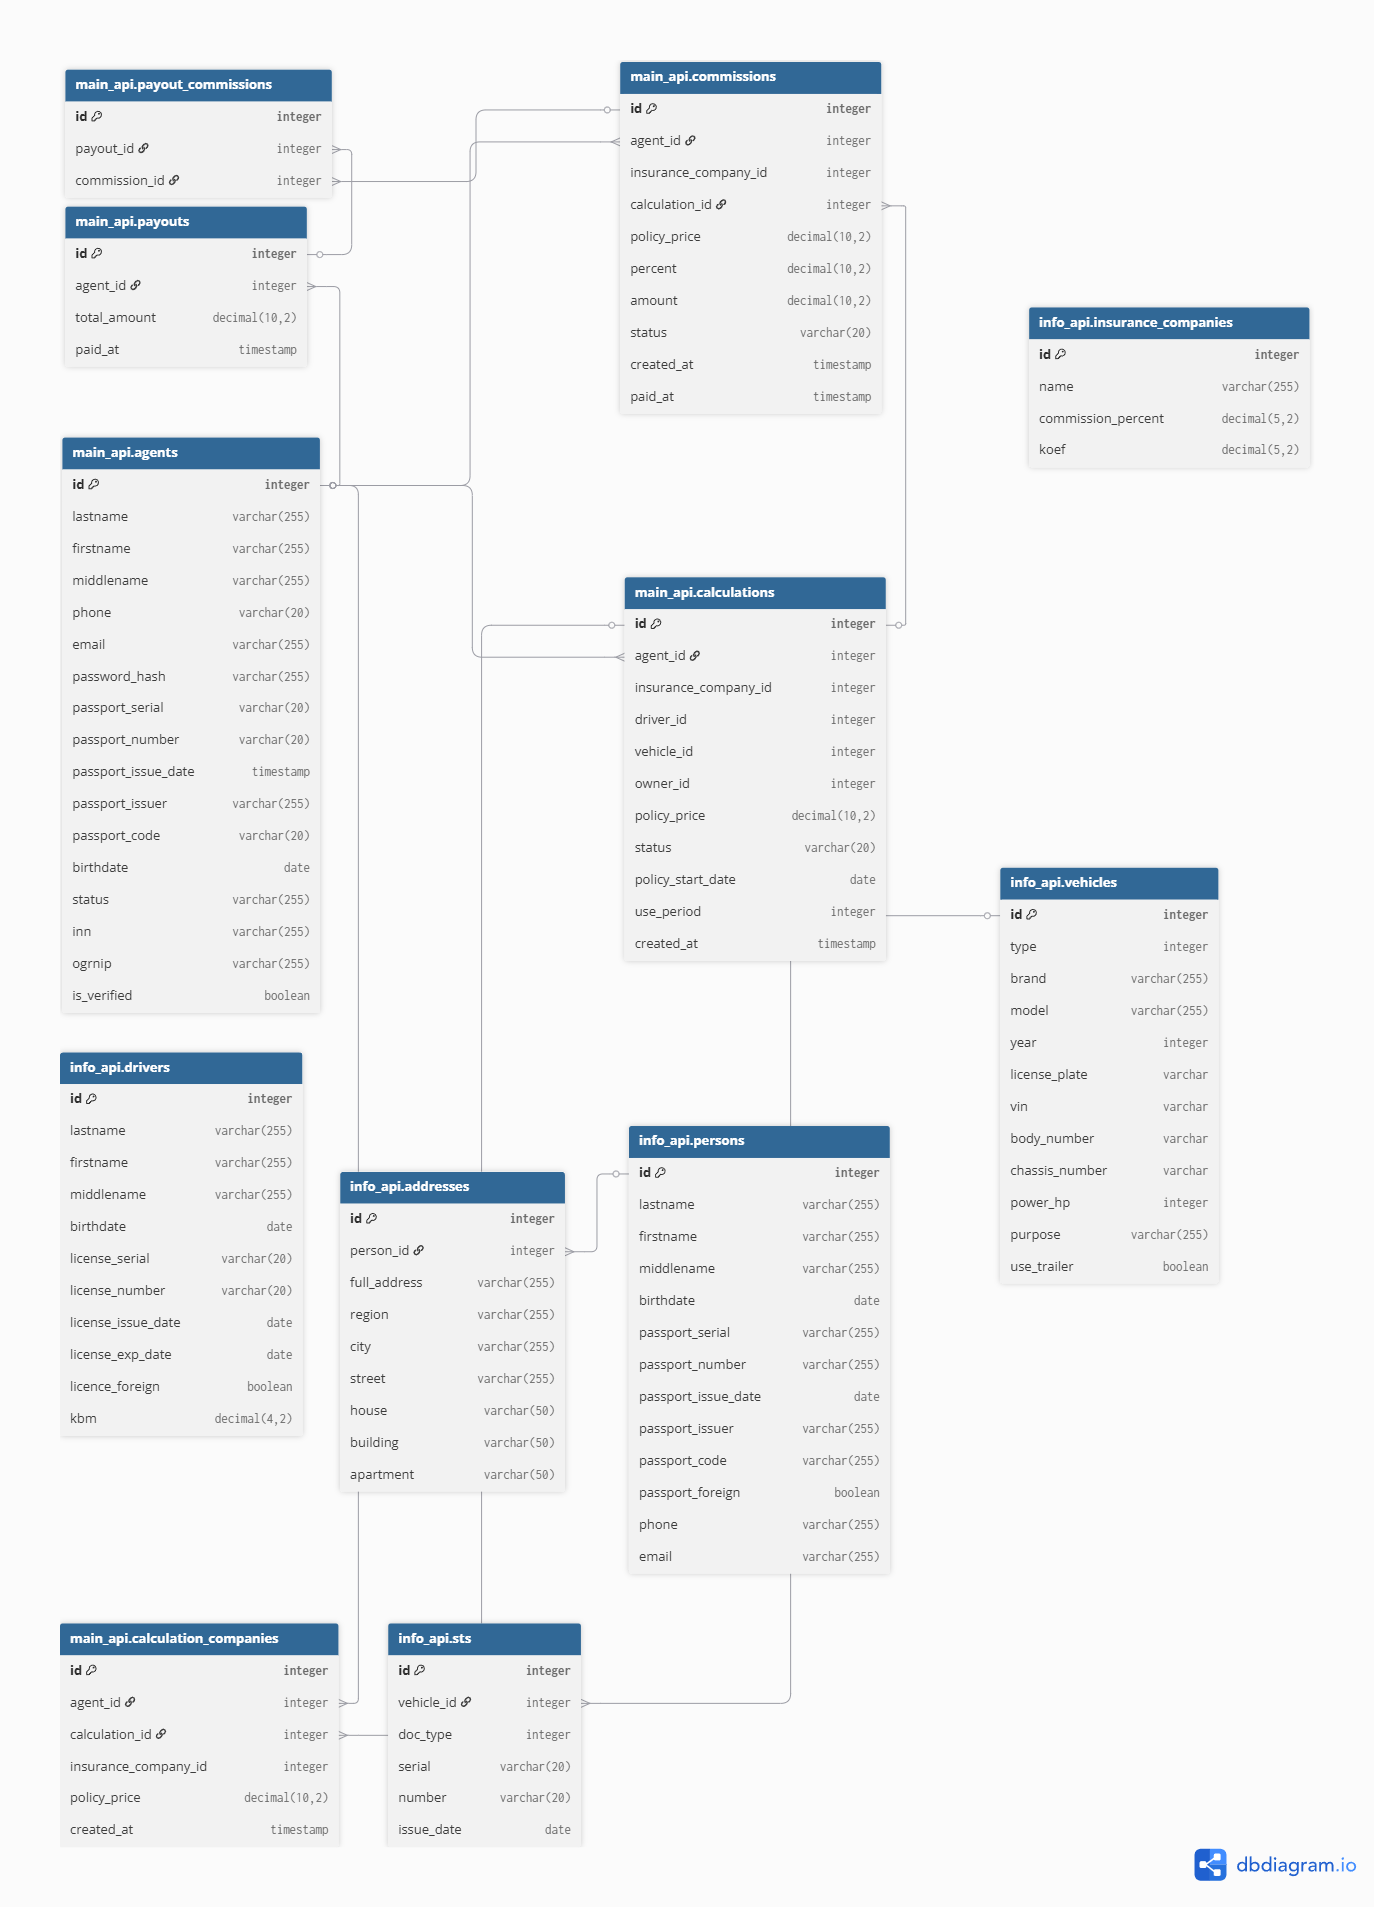 main_api.payout_commissions
id integer
payout_id integer
commission_id integer
main_api.payouts
id integer
agent_id integer
total_amount decimal(10,2)
paid_at timestamp
main_api.commissions
id integer
agent_id integer
insurance_company_id integer
calculation_id integer
policy_price decimal(10,2)
percent decimal(10,2)
amount decimal(10,2)
status varchar(20)
created_at timestamp
paid_at timestamp
info_api.insurance_companies
id integer
name varchar(255)
commission_percent decimal(5,2)
koef decimal(5,2)
main_api.agents
id integer
lastname varchar(255)
firstname varchar(255)
middlename varchar(255)
phone varchar(20)
email varchar(255)
password_hash varchar(255)
passport_serial varchar(20)
passport_number varchar(20)
passport_issue_date timestamp
passport_issuer varchar(255)
passport_code varchar(20)
birthdate date
status varchar(255)
inn varchar(255)
ogrnip varchar(255)
is_verified boolean
main_api.calculations
id integer
agent_id integer
insurance_company_id integer
driver_id integer
vehicle_id integer
owner_id integer
policy_price decimal(10,2)
status varchar(20)
policy_start_date date
use_period integer
created_at timestamp
info_api.vehicles
id integer
type integer
brand varchar(255)
model varchar(255)
year integer
license_plate varchar
vin varchar
body_number varchar
chassis_number varchar
power_hp integer
purpose varchar(255)
use_trailer boolean
info_api.drivers
id integer
lastname varchar(255)
firstname varchar(255)
middlename varchar(255)
birthdate date
license_serial varchar(20)
license_number varchar(20)
license_issue_date date
license_exp_date date
licence_foreign boolean
kbm decimal(4,2)
info_api.addresses
id integer
person_id integer
full_address varchar(255)
region varchar(255)
city varchar(255)
street varchar(255)
house varchar(50)
building varchar(50)
apartment varchar(50)
info_api.persons
id integer
lastname varchar(255)
firstname varchar(255)
middlename varchar(255)
birthdate date
passport_serial varchar(255)
passport_number varchar(255)
passport_issue_date date
passport_issuer varchar(255)
passport_code varchar(255)
passport_foreign boolean
phone varchar(255)
email varchar(255)
main_api.calculation_companies
id integer
agent_id integer
calculation_id integer
insurance_company_id integer
policy_price decimal(10,2)
created_at timestamp
info_api.sts
id integer
vehicle_id integer
doc_type integer
serial varchar(20)
number varchar(20)
issue_date date
dbdiagram.io